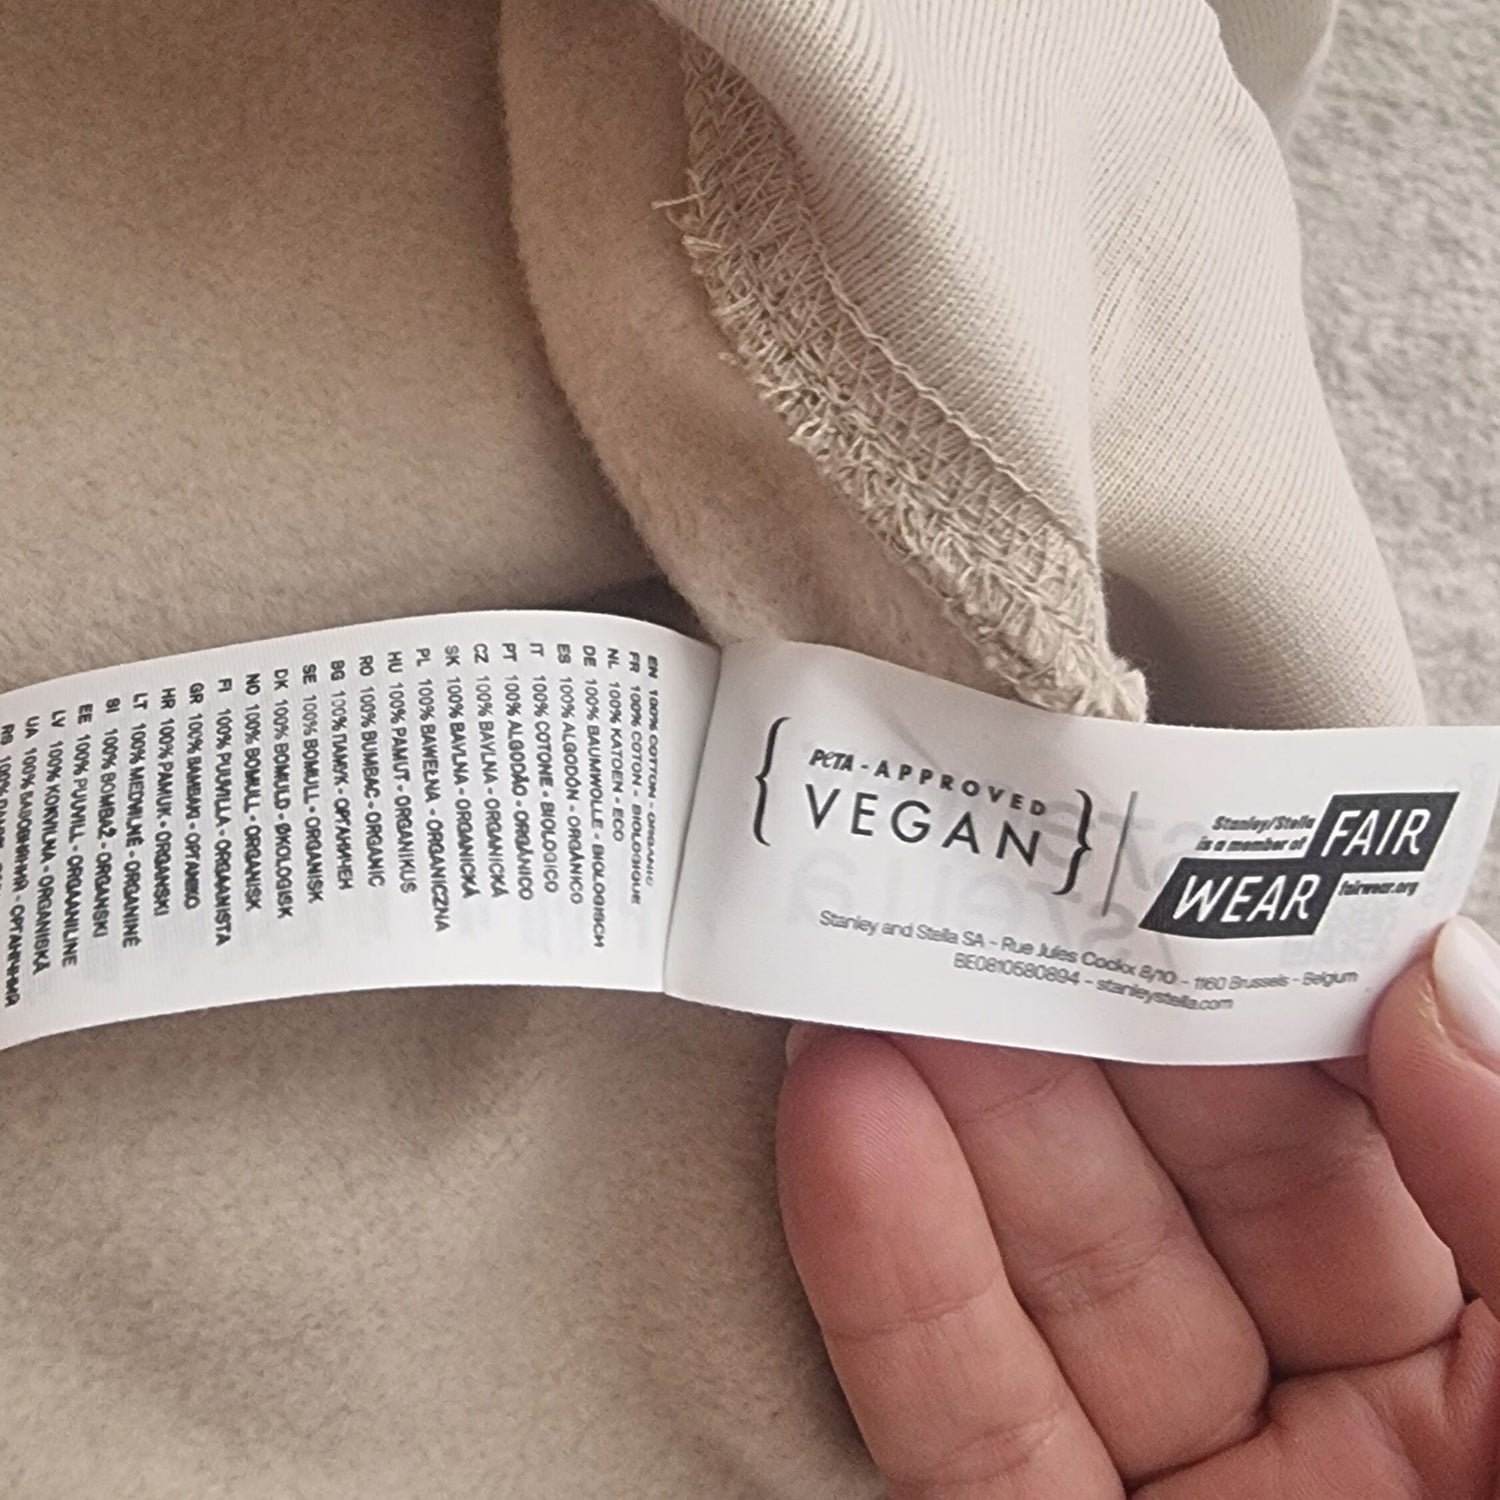 EN 100% COTTON - ORGANIC
FR 100% COTON - BIOLOGIQUE
NL 100% KATOEN - ECO
DE 100% BAUMWOLLE - BIOLOGISCH
ES 100% ALGODÓN - ORGÁNICO
IT 100% COTONE - BIOLOGICO
PT 100% ALGODÃO - ORGÂNICO
CZ 100% BAVLNA - ORGANICKÁ
SK 100% BAVLNA - ORGANICKÁ
PL 100% BAWEŁNA - ORGANICZNA
HU 100% PAMUT - ORGANIKUS
RO 100% BUMBAC - ORGANIC
BG 100% ПАМУК - ОРГАНИЧЕН
SE 100% BOMULL - ORGANISK
DK 100% BOMULD - ØKOLOGISK
NO 100% BOMULL - ORGANISK
FI 100% PUUVILLA - ORGAANISTA
GR 100% ΒΑΜΒΑΚΙ - ΟΡΓΑΝΙΚΟ
HR 100% PAMUK - ORGANSKI
LT 100% MEDVILNĖ - ORGANINĖ
SI 100% BOMBAŽ - ORGANSKI
EE 100% PUUVILL - ORGAANILINE
LV 100% KOKVILNA - ORGANISKĀ
UA 100%
RS 100%
{ PETA - APPROVED
VEGAN }
Stanley/Stella
is a member of
FAIR
WEAR
fairwear.org
Stanley and Stella SA - Rue Jules Cockx 8/10 - 1160 Brussels - Belgium
BE0810580894 - stanleystella.com